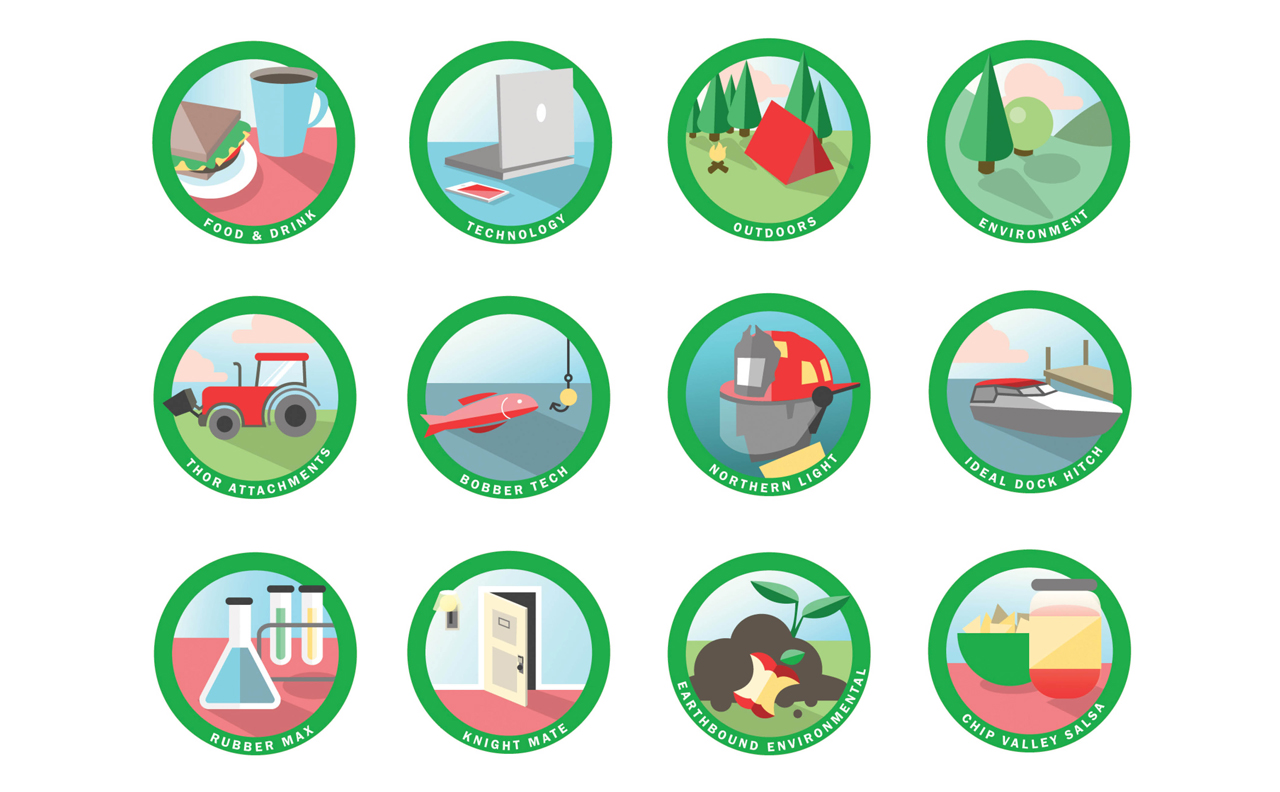 FOOD & DRINK
TECHNOLOGY
OUTDOORS
ENVIRONMENT
THOR ATTACHMENTS
BOBBER TECH
NORTHERN LIGHT
IDEAL DOCK HITCH
RUBBER MAX
KNIGHT MATE
EARTHBOUND ENVIRONMENTAL
CHIP VALLEY SALSA